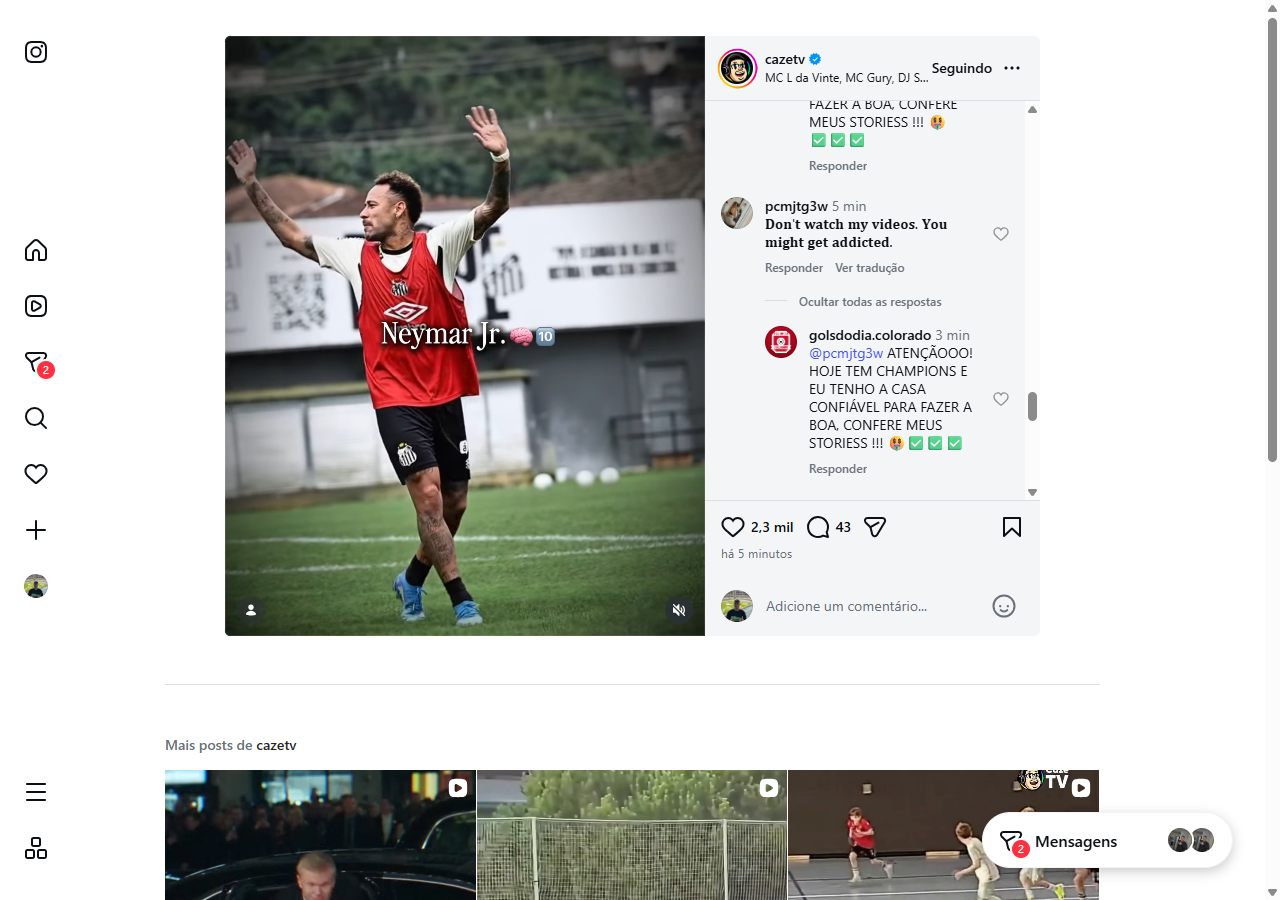 cazetv
MC L da Vinte, MC Gury, DJ S...
Seguindo
FAZER A BOA, CONFERE
MEUS STORIESS !!! 🤑
✅ ✅ ✅
Responder
pcmjtg3w 5 min
Don't watch my videos. You
might get addicted.
Responder Ver tradução
Ocultar todas as respostas
golsdodia.colorado 3 min
@pcmjtg3w ATENÇÃOOO!
HOJE TEM CHAMPIONS E
EU TENHO A CASA
CONFIÁVEL PARA FAZER A
BOA, CONFERE MEUS
STORIESS !!! 🤑 ✅ ✅ ✅
Responder
Neymar Jr. 🧠 🔟
2,3 mil
43
há 5 minutos
Adicione um comentário...
2
Mais posts de cazetv
TV
2
Mensagens